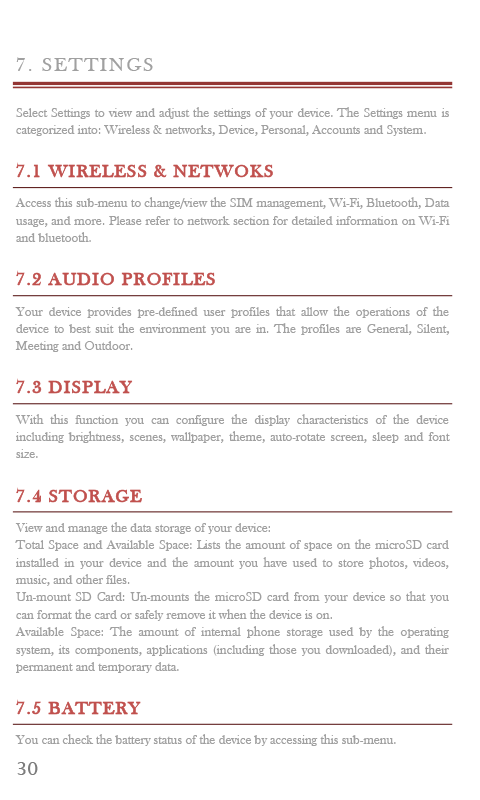 7. SETTINGS
Select Settings to view and adjust the settings of your device. The Settings menu is
categorized into: Wireless & networks, Device, Personal, Accounts and System.
7.1 WIRELESS & NETWOKS
Access this sub-menu to change/view the SIM management, Wi-Fi, Bluetooth, Data
usage, and more. Please refer to network section for detailed information on Wi-Fi
and bluetooth.
7.2 AUDIO PROFILES
Your device provides pre-defined user profiles that allow the operations of the
device to best suit the environment you are in. The profiles are General, Silent,
Meeting and Outdoor.
7.3 DISPLAY
With this function you can configure the display characteristics of the device
including brightness, scenes, wallpaper, theme, auto-rotate screen, sleep and font
size.
7.4 STORAGE
View and manage the data storage of your device:
Total Space and Available Space: Lists the amount of space on the microSD card
installed in your device and the amount you have used to store photos, videos,
music, and other files.
Un-mount SD Card: Un-mounts the microSD card from your device so that you
can format the card or safely remove it when the device is on.
Available Space: The amount of internal phone storage used by the operating
system, its components, applications (including those you downloaded), and their
permanent and temporary data.
7.5 BATTERY
You can check the battery status of the device by accessing this sub-menu.
30